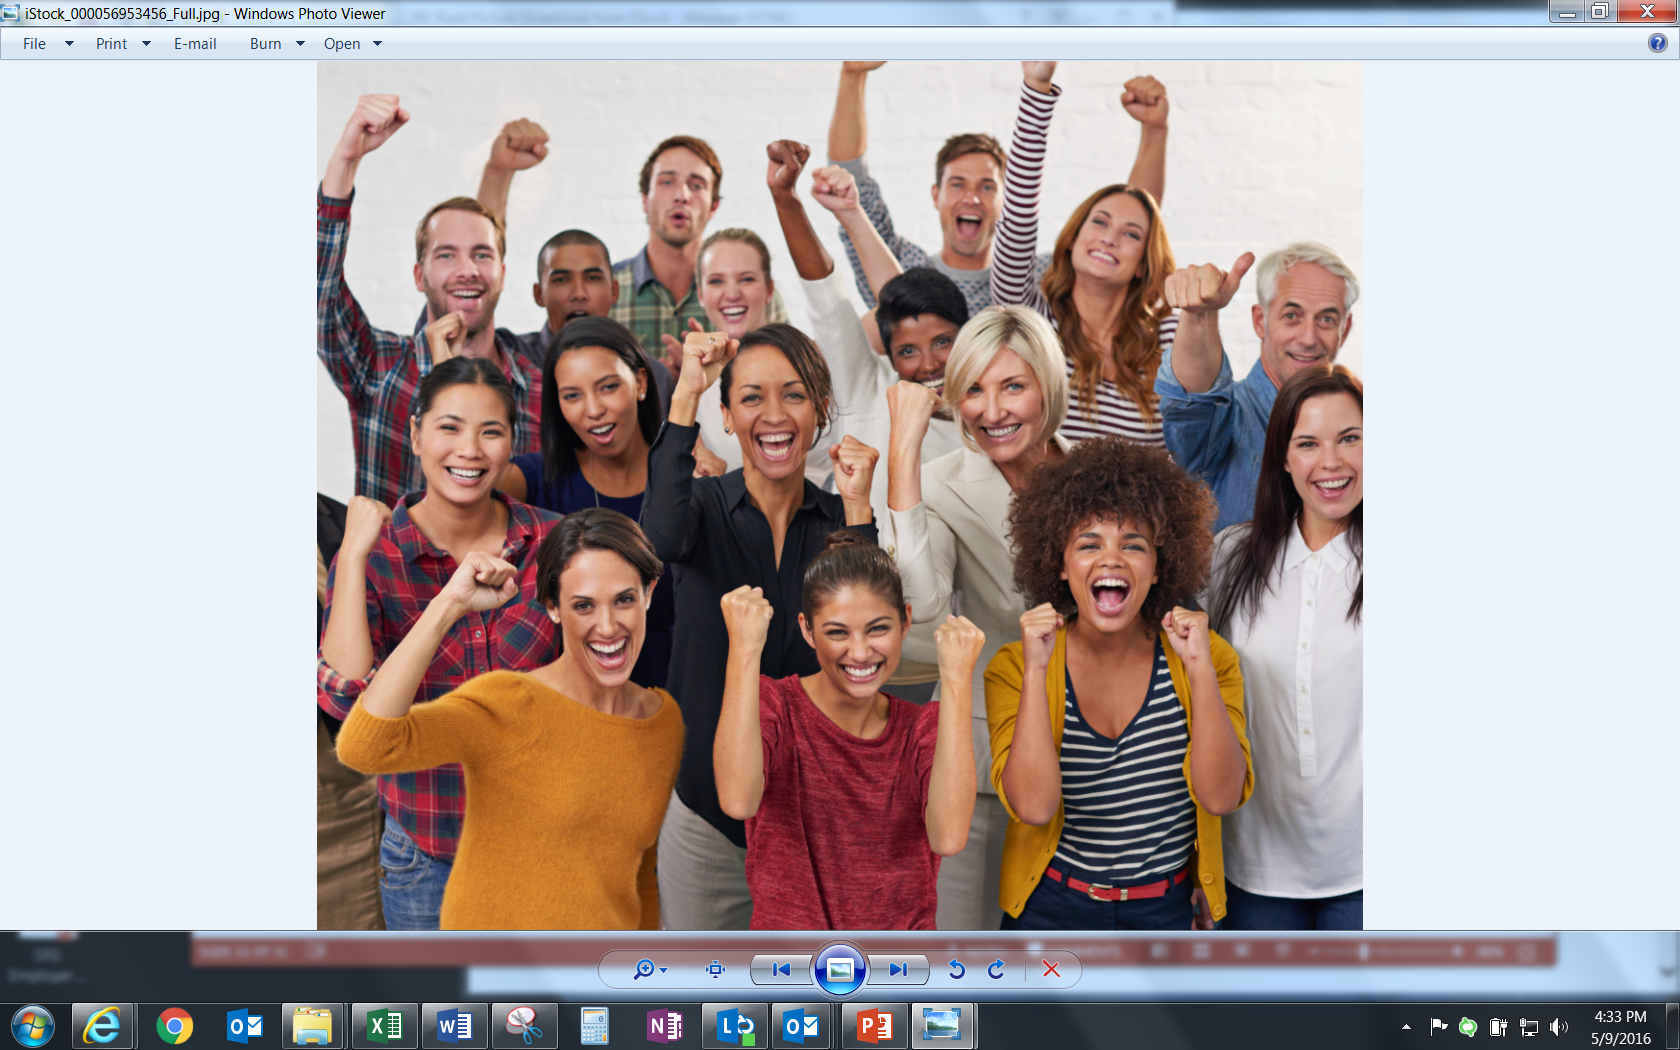 iStock_000056953456_Full.jpg - Windows Photo Viewer
File Print E-mail Burn Open
4:33 PM
5/9/2016